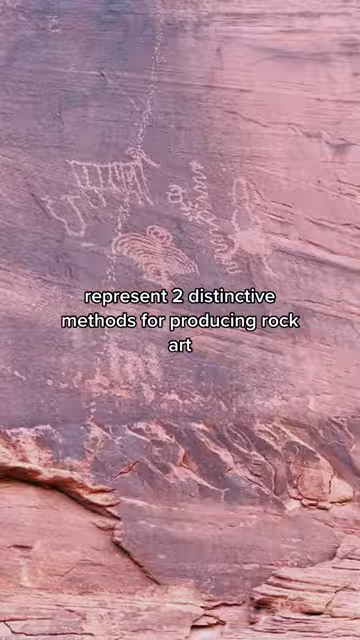 represent 2 distinctive
methods for producing rock
art